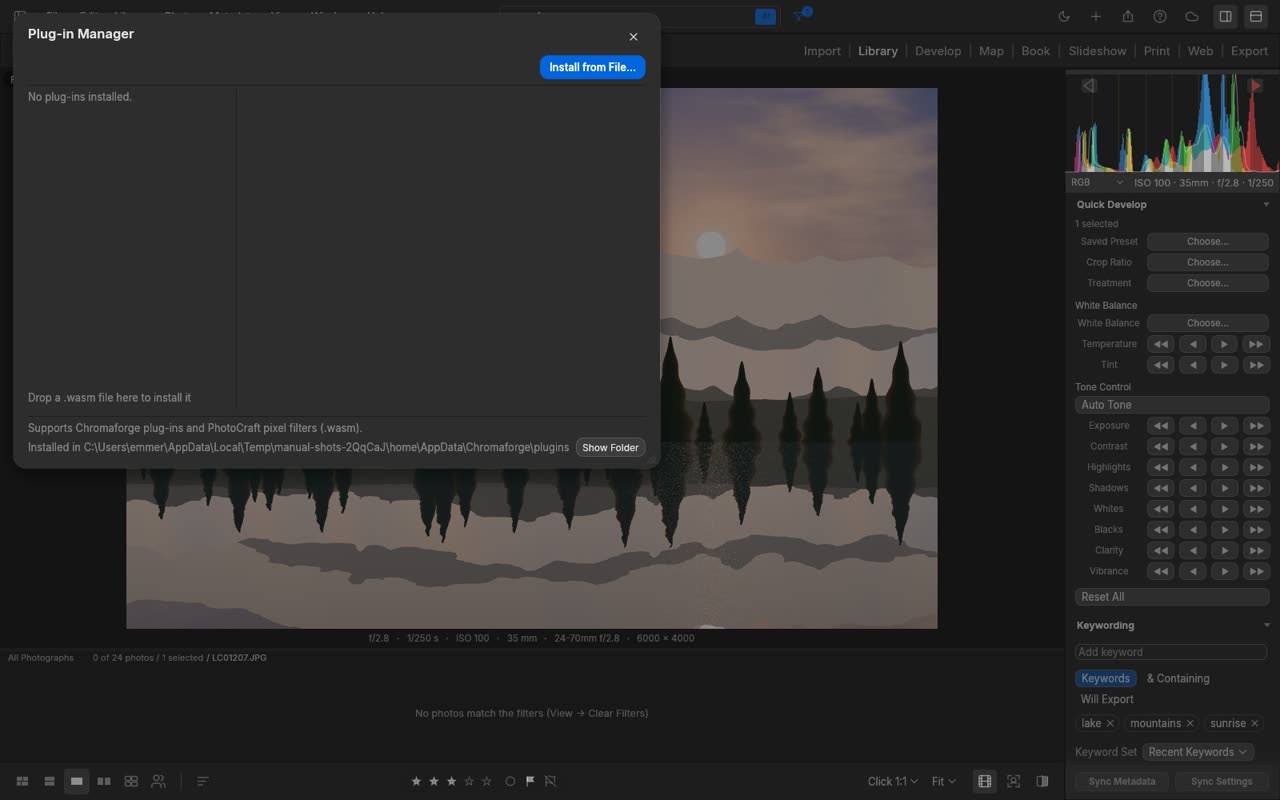 Plug-in Manager
Install from File...
No plug-ins installed.
Drop a .wasm file here to install it
Supports Chromaforge plug-ins and PhotoCraft pixel filters (.wasm).
Installed in C:\Users\emmer\AppData\Local\Temp\manual-shots-2QqCaJ\home\AppData\Chromaforge\plugins
Show Folder
Import Library Develop Map Book Slideshow Print Web Export
RGB ISO 100 · 35mm · f/2.8 · 1/250
Quick Develop
1 selected
Saved Preset Choose...
Crop Ratio Choose...
Treatment Choose...
White Balance
White Balance Choose...
Temperature
Tint
Tone Control
Auto Tone
Exposure
Contrast
Highlights
Shadows
Whites
Blacks
Clarity
Vibrance
Reset All
Keywording
Add keyword
Keywords & Containing
Will Export
lake mountains sunrise
Keyword Set Recent Keywords
Sync Metadata Sync Settings
f/2.8 · 1/250 s · ISO 100 · 35 mm · 24-70mm f/2.8 · 6000 × 4000
All Photographs 0 of 24 photos / 1 selected / LC01207.JPG
No photos match the filters (View → Clear Filters)
Click 1:1 Fit